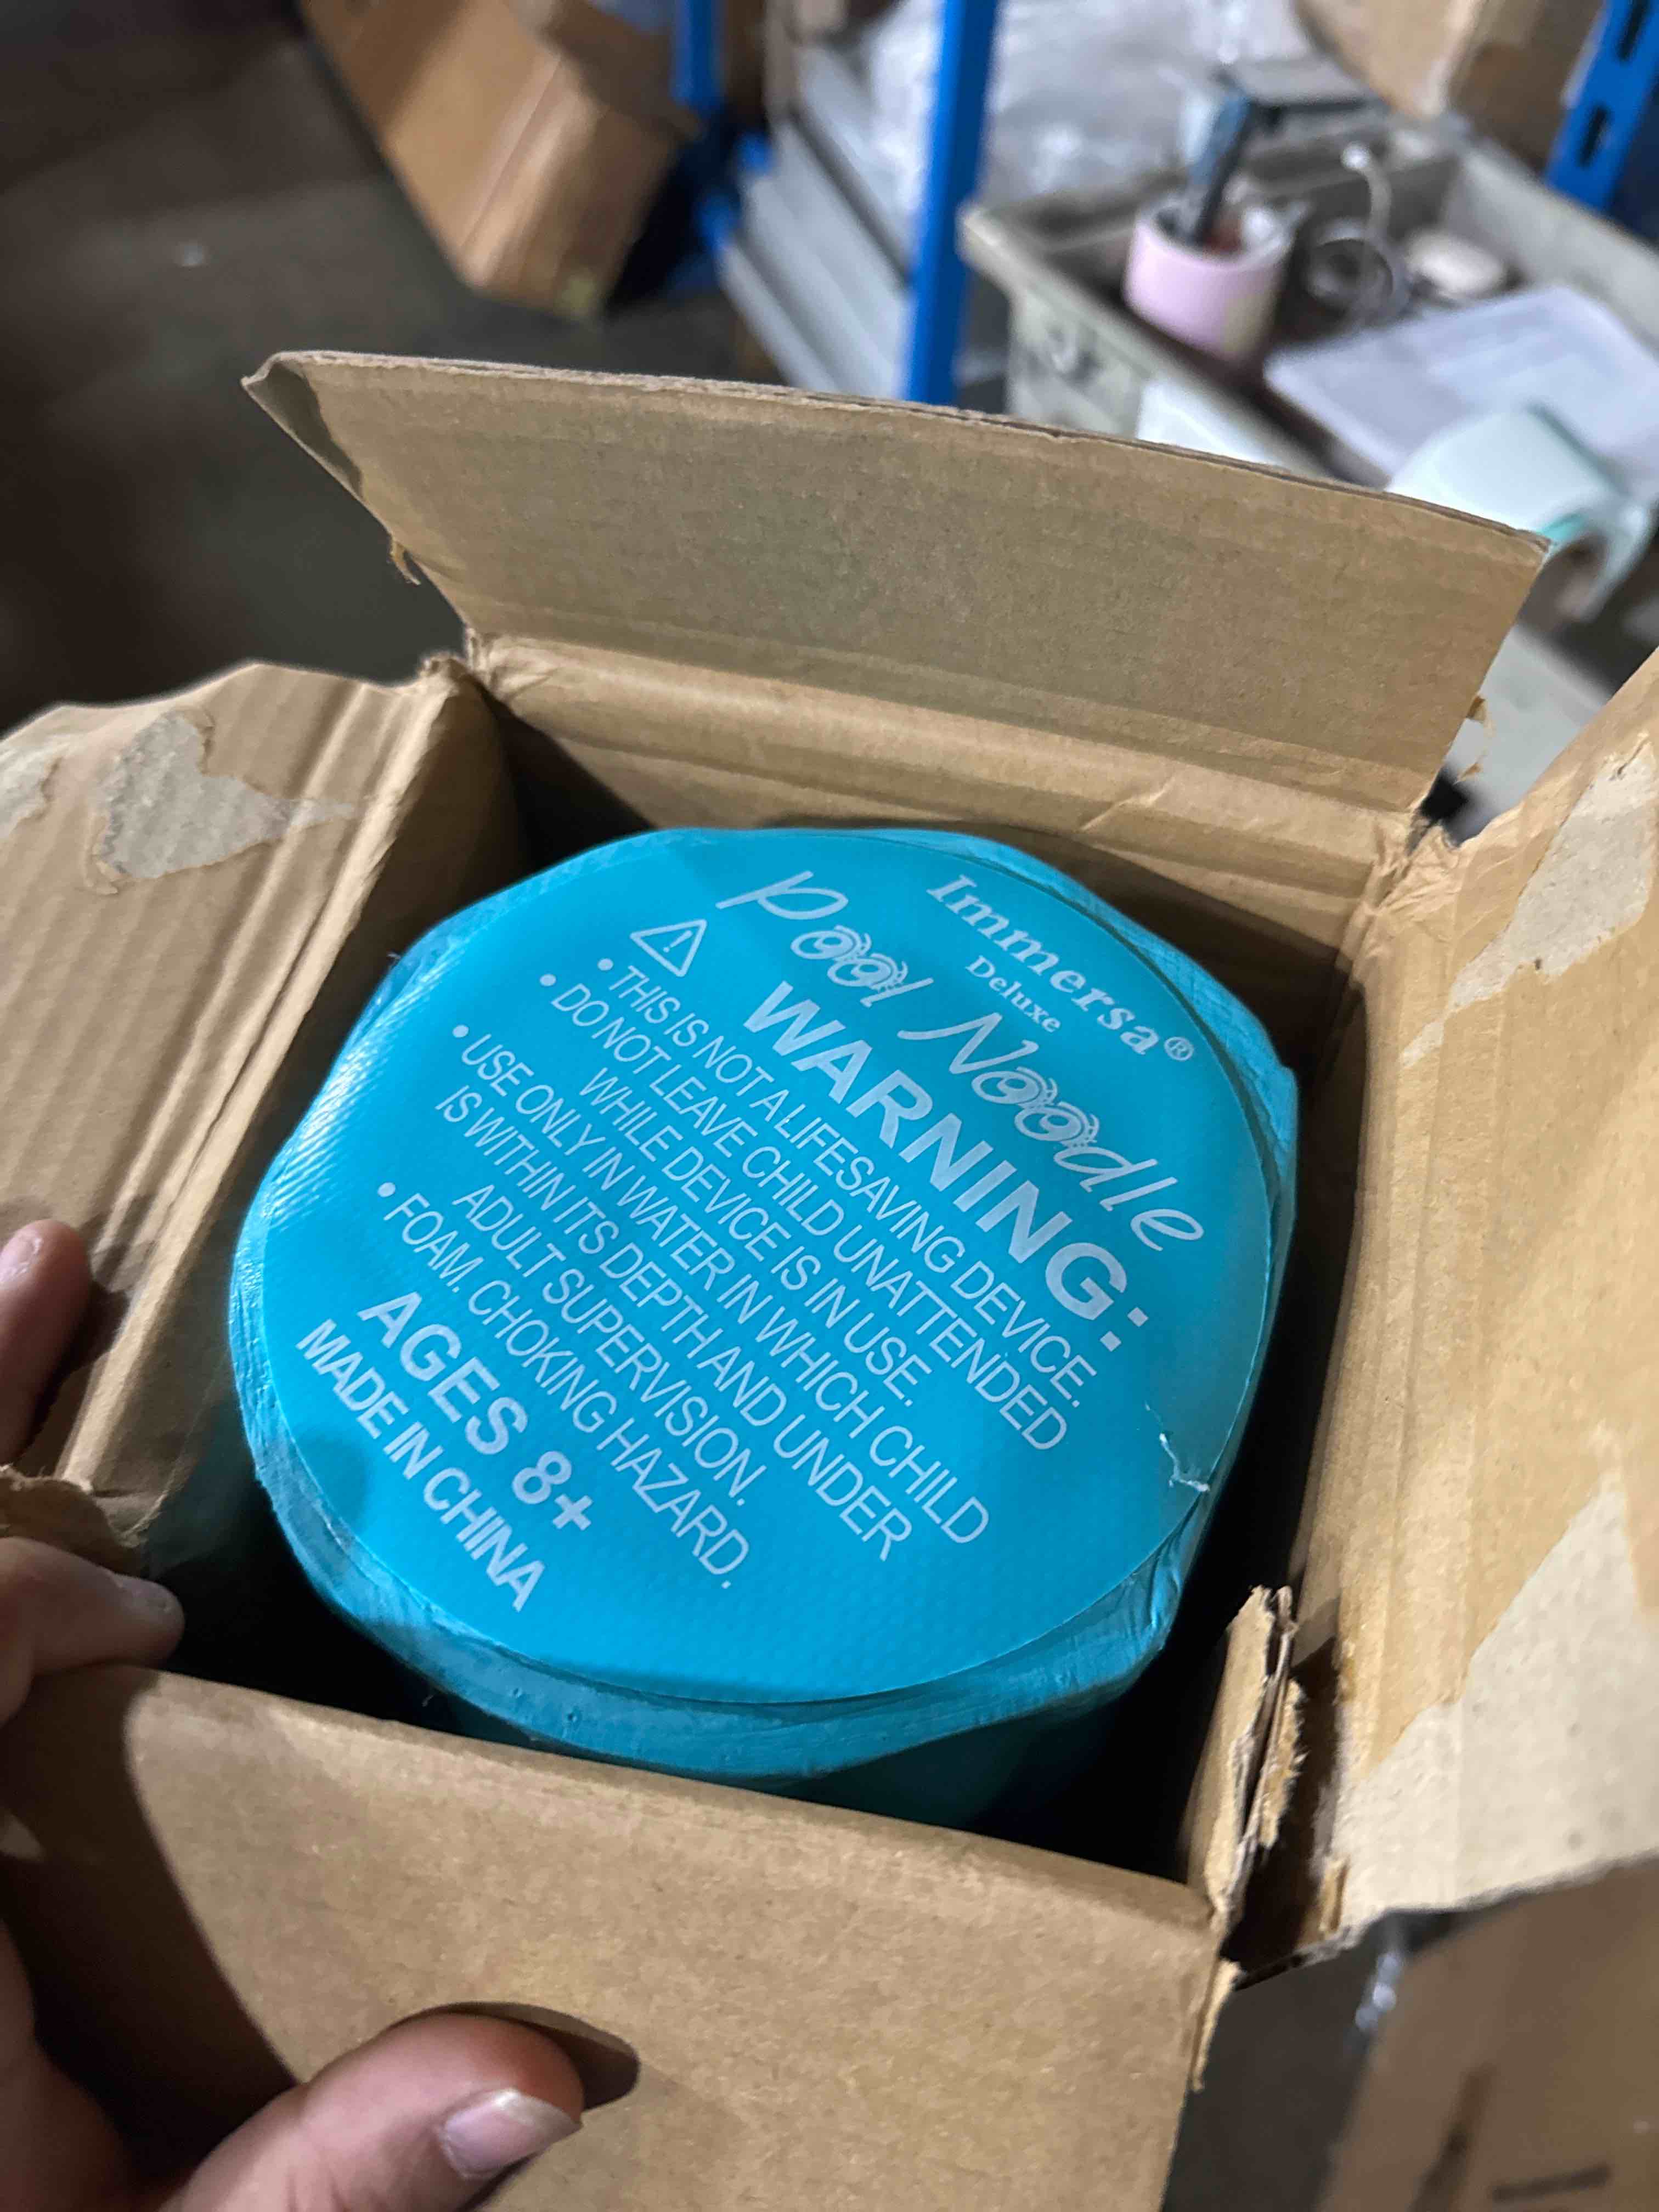 Immersa®
Deluxe
Pool Noodle
WARNING:
• THIS IS NOT A LIFESAVING DEVICE.
• DO NOT LEAVE CHILD UNATTENDED
WHILE DEVICE IS IN USE.
• USE ONLY IN WATER IN WHICH CHILD
IS WITHIN ITS DEPTH AND UNDER
ADULT SUPERVISION.
• FOAM. CHOKING HAZARD.
AGES 8+
MADE IN CHINA